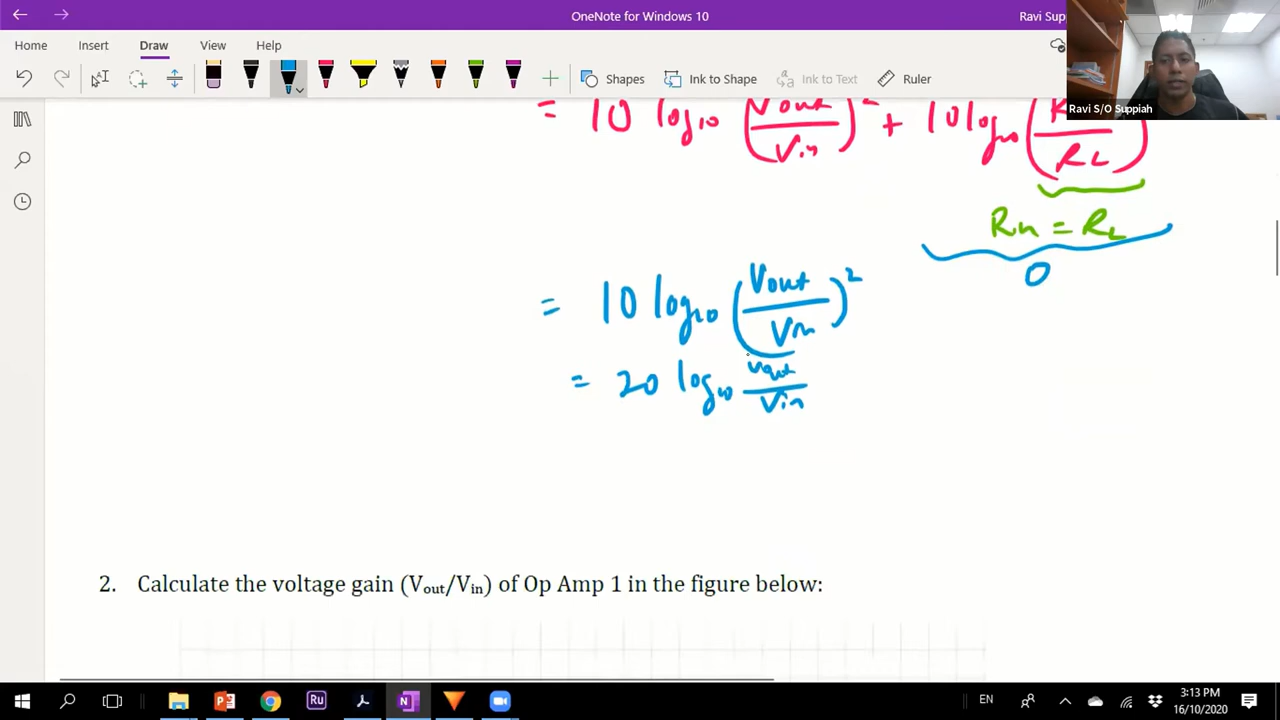 OneNote for Windows 10
Ravi Sup
Home Insert Draw View Help
Shapes Ink to Shape Ink to Text Ruler
Ravi S/O Suppiah
= 10 log10 (Vout/Vin)² + 10 log10 (R/RL)
Rin = RL
0
= 10 log10 (Vout/Vin)²
= 20 log10 Vout/Vin
2. Calculate the voltage gain (Vout/Vin) of Op Amp 1 in the figure below:
EN
3:13 PM
16/10/2020